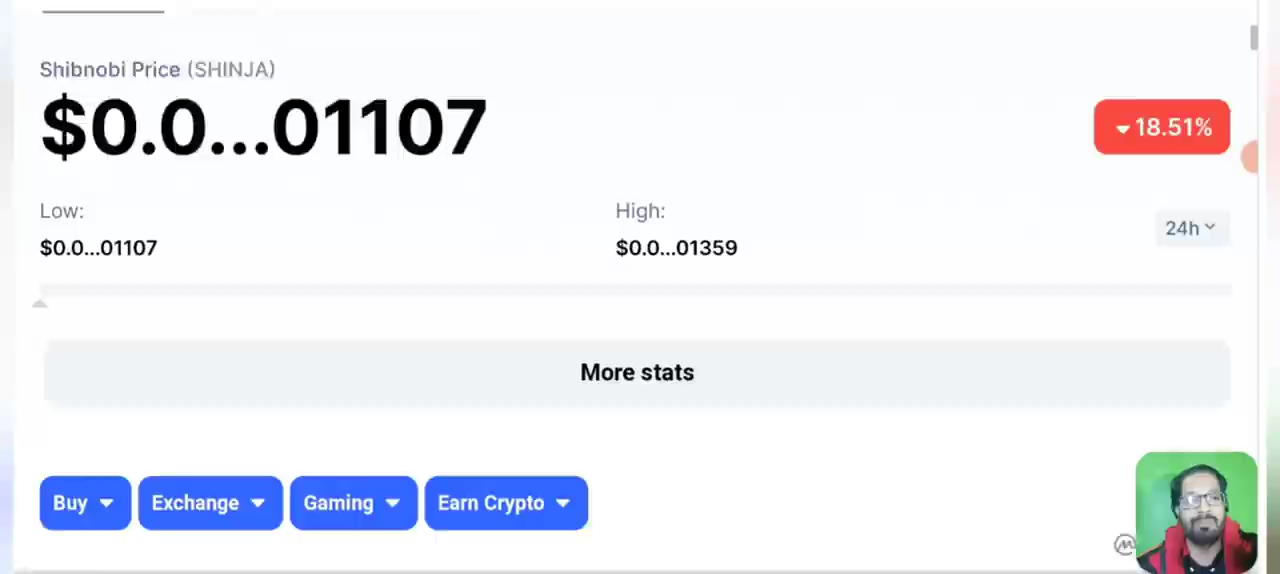 Shibnobi Price (SHINJA)
$0.0...01107
18.51%
Low:
High:
$0.0...01107
$0.0...01359
24h
More stats
Buy
Exchange
Gaming
Earn Crypto